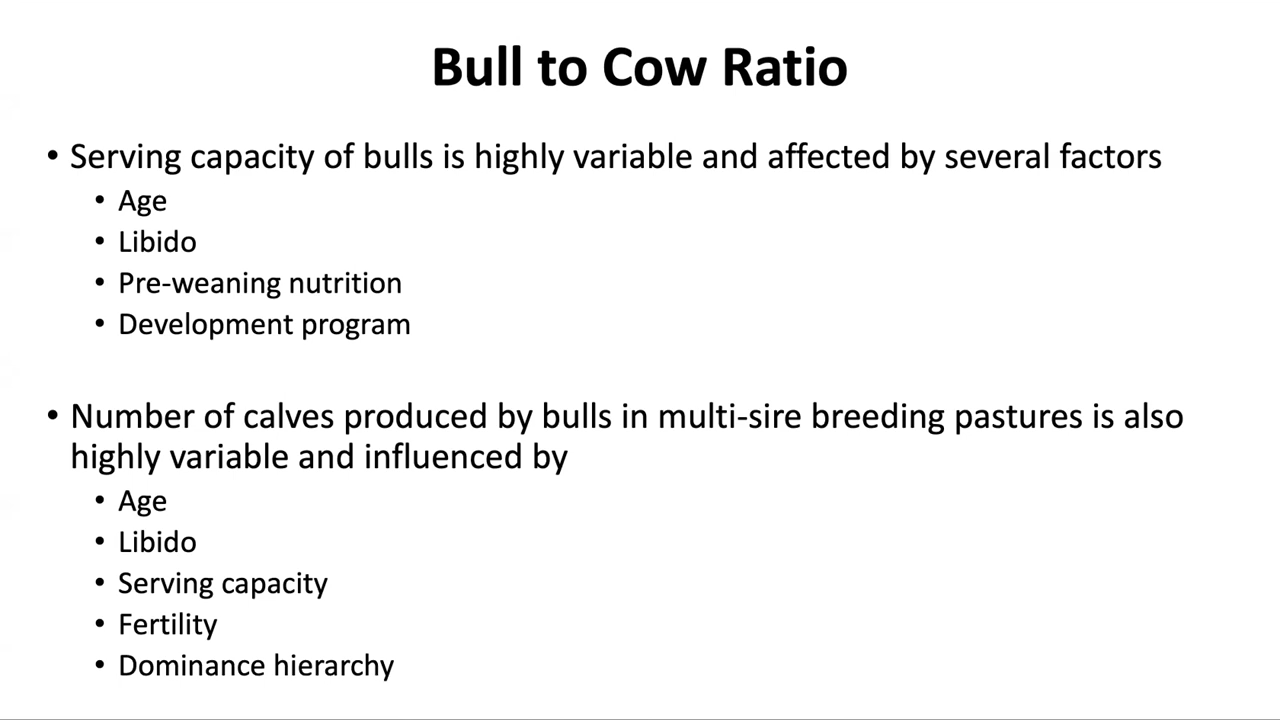 Bull to Cow Ratio
• Serving capacity of bulls is highly variable and affected by several factors
• Age
• Libido
• Pre-weaning nutrition
• Development program
• Number of calves produced by bulls in multi-sire breeding pastures is also
highly variable and influenced by
• Age
• Libido
• Serving capacity
• Fertility
• Dominance hierarchy